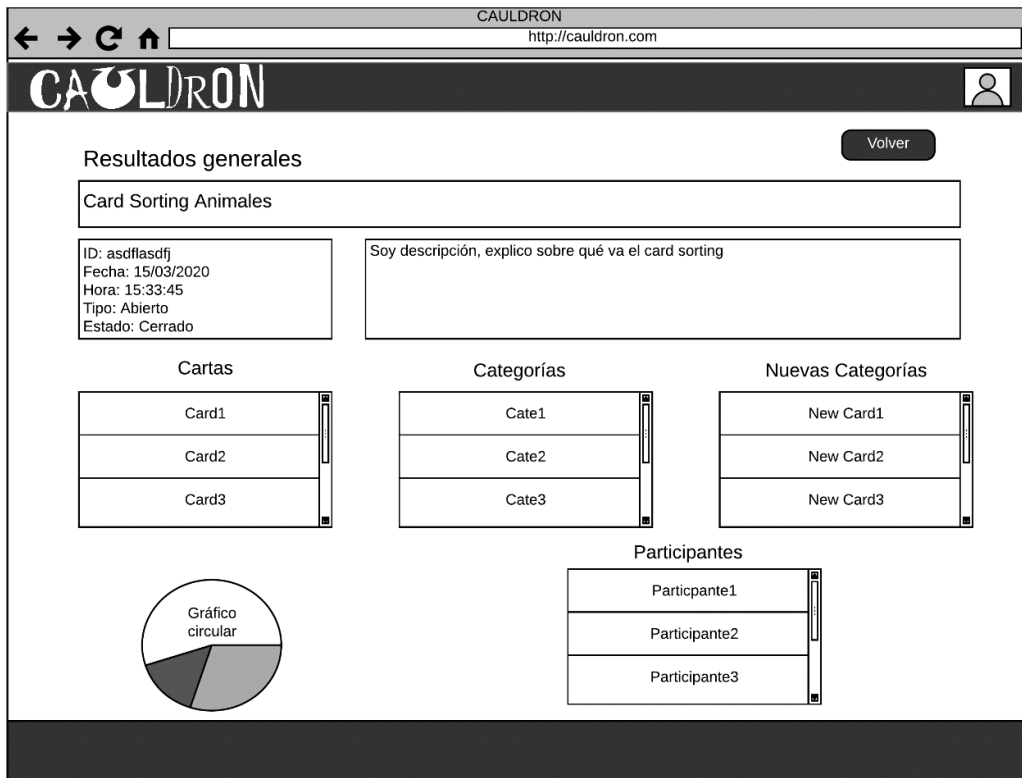 CAULDRON
http://cauldron.com
CAULDRON
Volver
Resultados generales
Card Sorting Animales
ID: asdflasdfj
Fecha: 15/03/2020
Hora: 15:33:45
Tipo: Abierto
Estado: Cerrado
Soy descripción, explico sobre qué va el card sorting
Cartas
Card1
Card2
Card3
Categorías
Cate1
Cate2
Cate3
Nuevas Categorías
New Card1
New Card2
New Card3
Gráfico
circular
Participantes
Particpante1
Participante2
Participante3